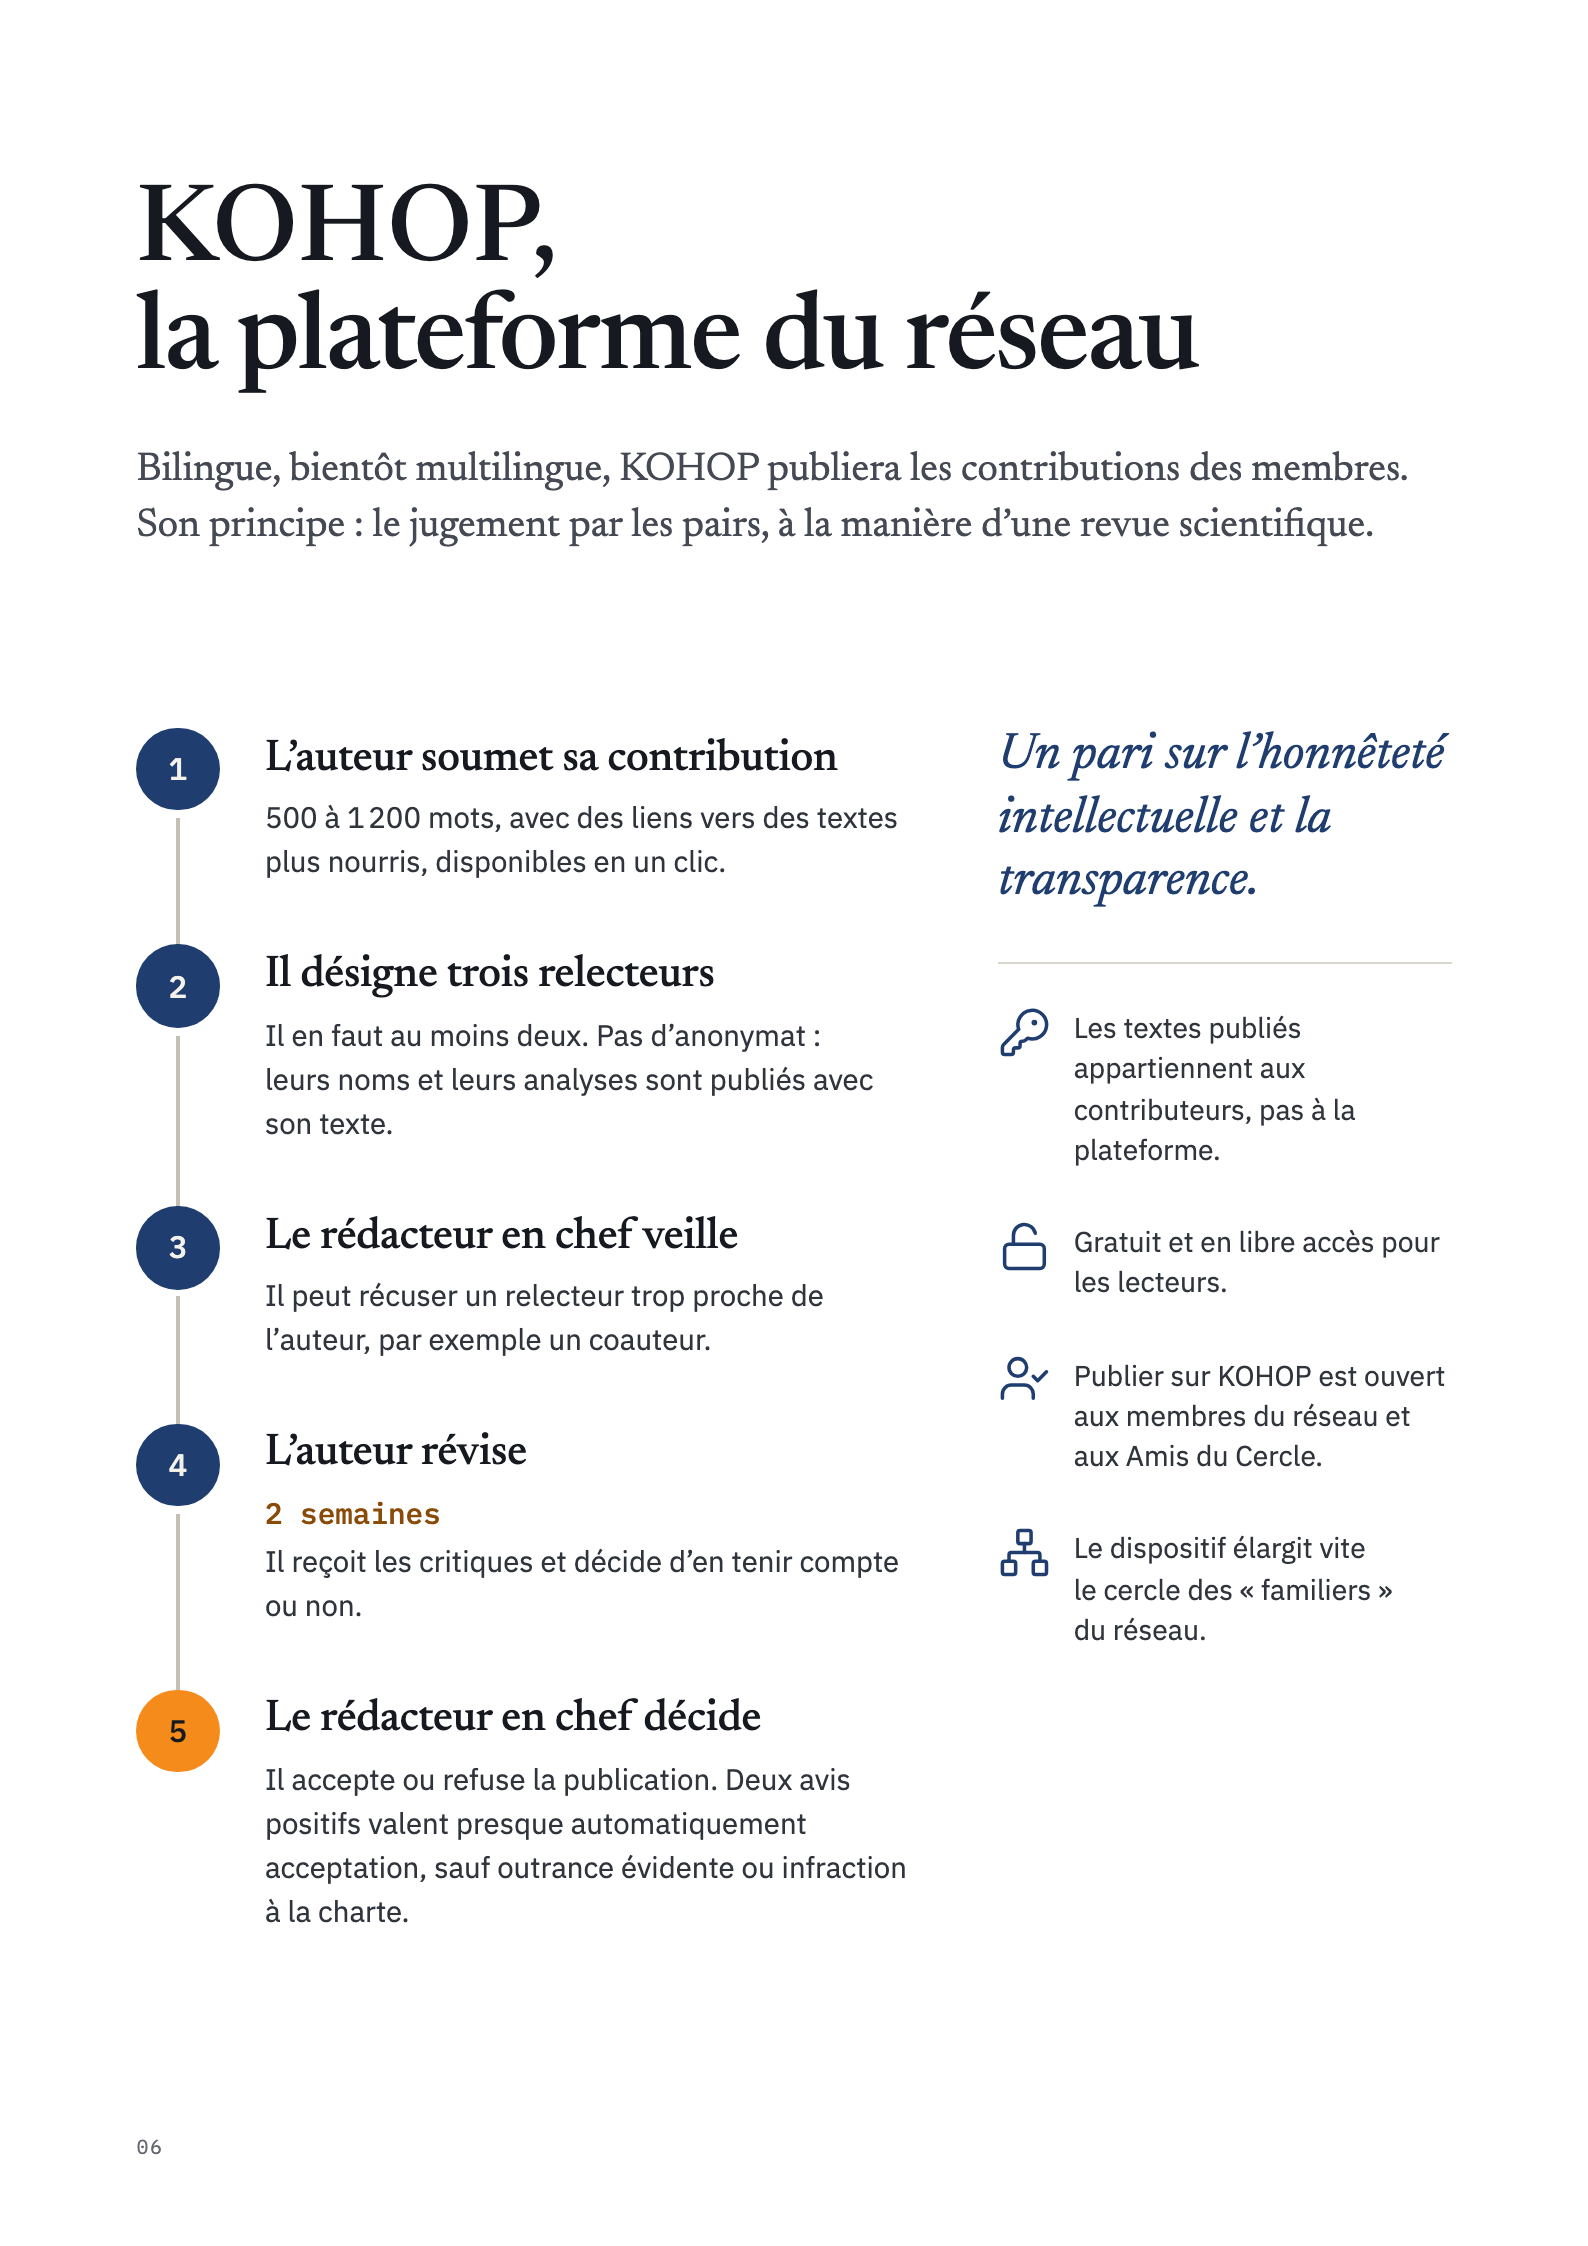 KOHOP,
la plateforme du réseau
Bilingue, bientôt multilingue, KOHOP publiera les contributions des membres.
Son principe : le jugement par les pairs, à la manière d’une revue scientifique.
1
L’auteur soumet sa contribution
500 à 1 200 mots, avec des liens vers des textes
plus nourris, disponibles en un clic.
2
Il désigne trois relecteurs
Il en faut au moins deux. Pas d’anonymat :
leurs noms et leurs analyses sont publiés avec
son texte.
3
Le rédacteur en chef veille
Il peut récuser un relecteur trop proche de
l’auteur, par exemple un coauteur.
4
L’auteur révise
2 semaines
Il reçoit les critiques et décide d’en tenir compte
ou non.
5
Le rédacteur en chef décide
Il accepte ou refuse la publication. Deux avis
positifs valent presque automatiquement
acceptation, sauf outrance évidente ou infraction
à la charte.
Un pari sur l’honnêteté
intellectuelle et la
transparence.
Les textes publiés
appartiennent aux
contributeurs, pas à la
plateforme.
Gratuit et en libre accès pour
les lecteurs.
Publier sur KOHOP est ouvert
aux membres du réseau et
aux Amis du Cercle.
Le dispositif élargit vite
le cercle des « familiers »
du réseau.
06